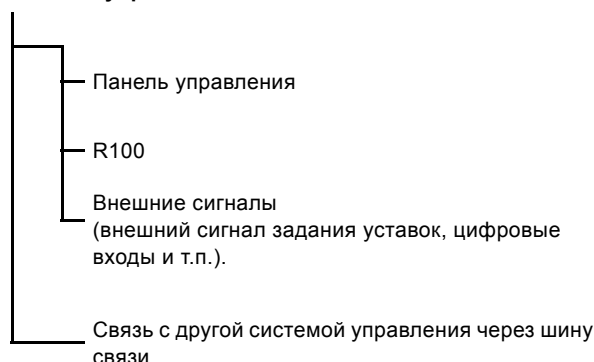 Панель управления
R100
Внешние сигналы
(внешний сигнал задания уставок, цифровые
входы и т.п.).
Связь с другой системой управления через шину
связи